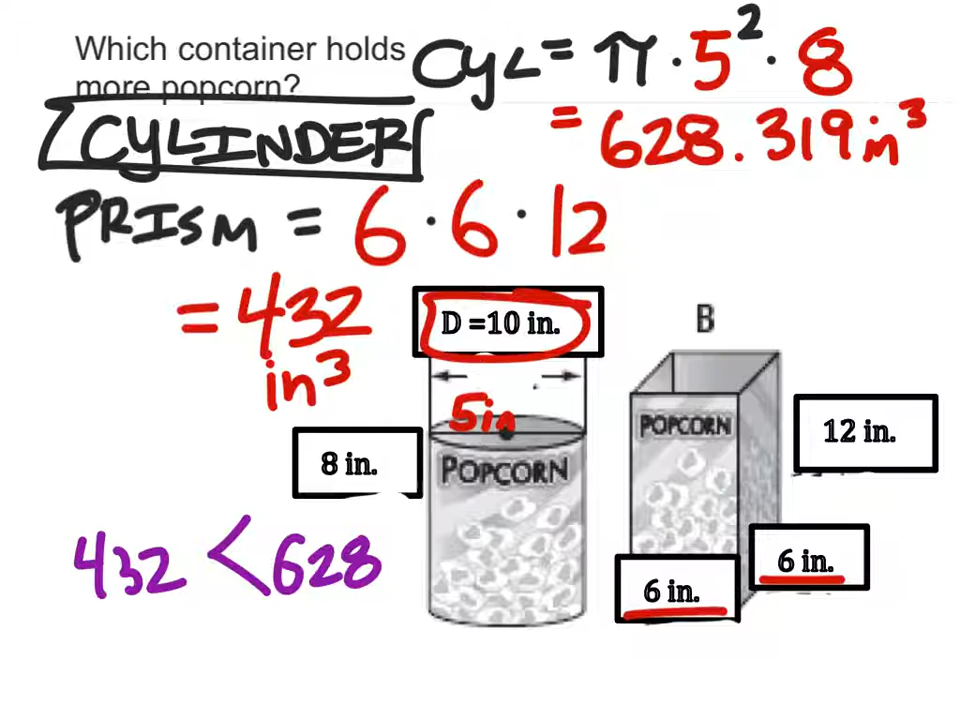 Which container holds
more popcorn?
CYL = π · 5² · 8
= 628.319 in³
CYLINDER
PRISM = 6 · 6 · 12
= 432
in³
D =10 in.
B
5in
8 in.
POPCORN
POPCORN
12 in.
6 in.
6 in.
432 < 628